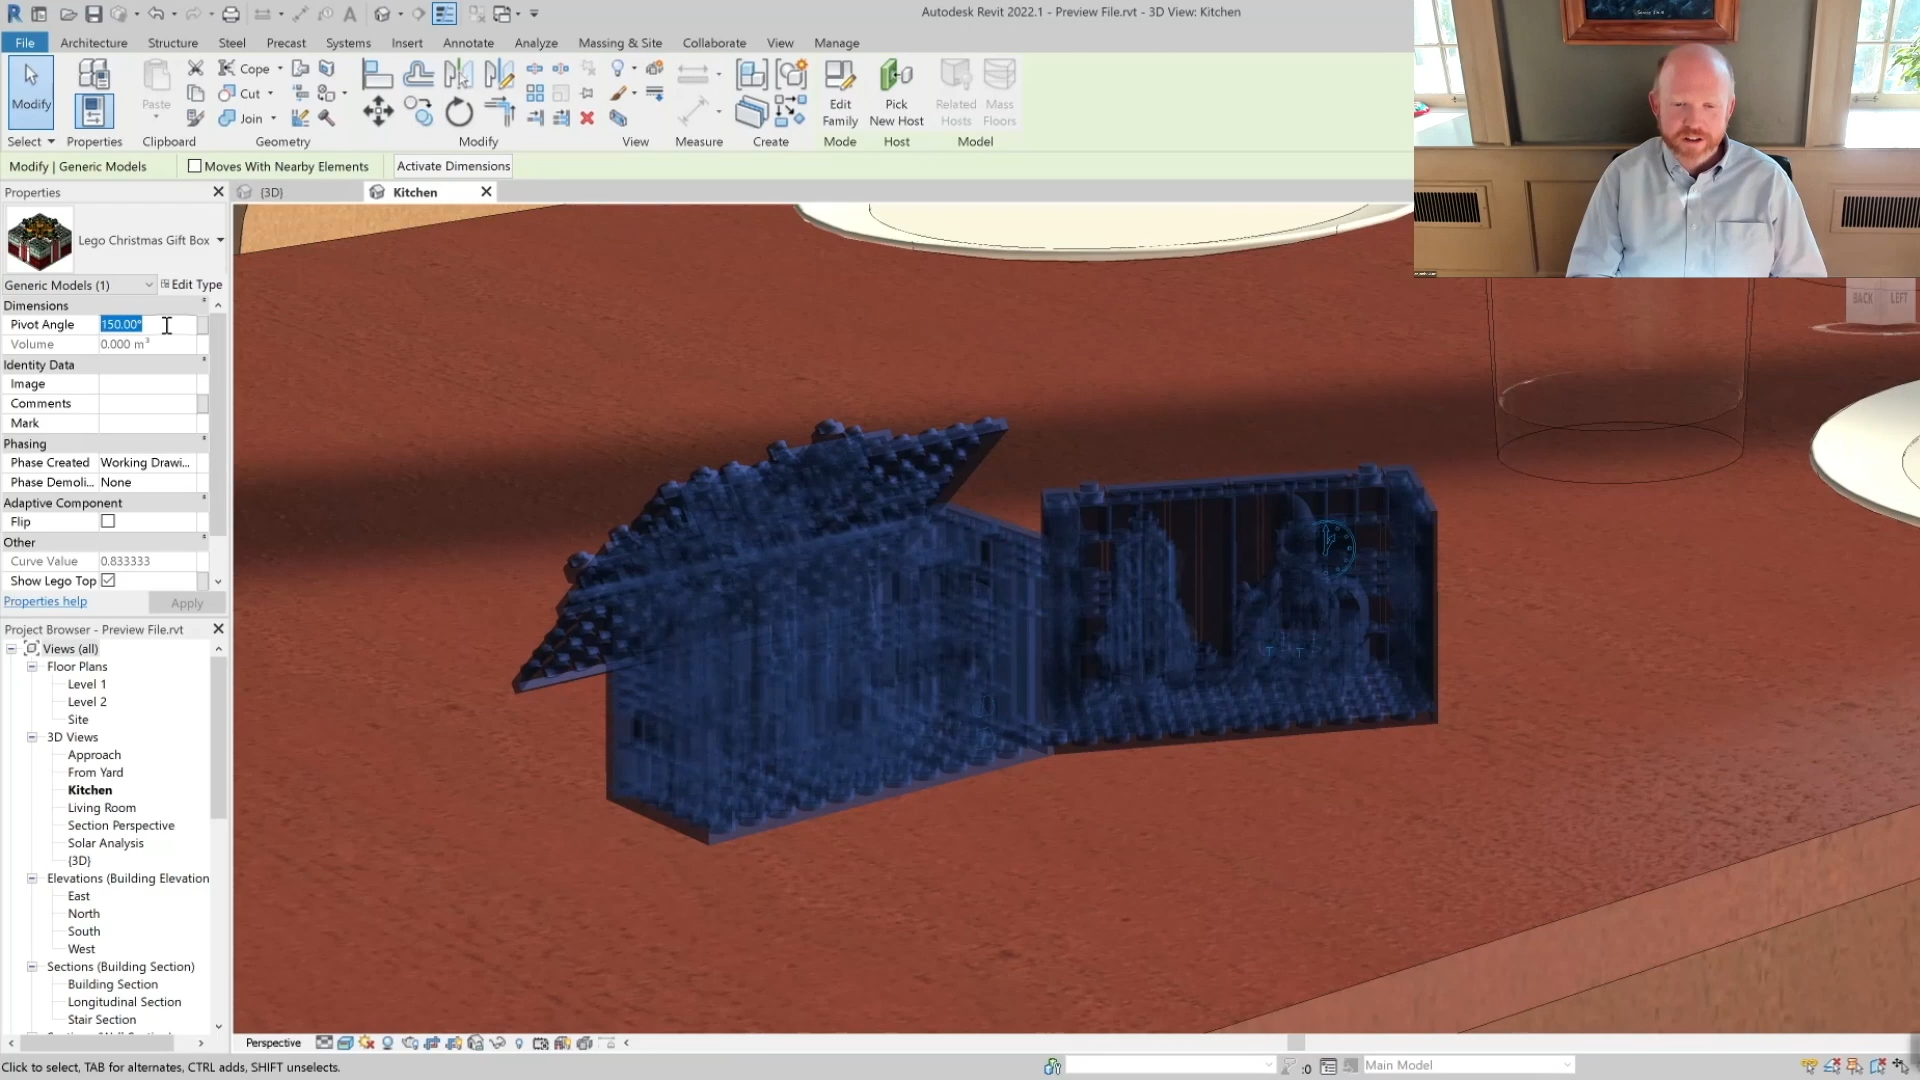 Autodesk Revit 2022.1 - Preview File.rvt - 3D View: Kitchen
File Architecture Structure Steel Precast Systems Insert Annotate Analyze Massing & Site Collaborate View Manage
Modify
Paste
Cope
Cut
Join
Edit Family
Pick New Host
Related Hosts
Mass Floors
Select Properties Clipboard Geometry Modify View Measure Create Mode Host Model
Modify | Generic Models Moves With Nearby Elements Activate Dimensions
Properties
{3D} Kitchen
Lego Christmas Gift Box
Generic Models (1) Edit Type
Dimensions
Pivot Angle 150.00°
Volume 0.000 m³
Identity Data
Image
Comments
Mark
Phasing
Phase Created Working Drawi...
Phase Demoli... None
Adaptive Component
Flip
Other
Curve Value 0.833333
Show Lego Top
Properties help Apply
Project Browser - Preview File.rvt
Views (all)
Floor Plans
Level 1
Level 2
Site
3D Views
Approach
From Yard
Kitchen
Living Room
Section Perspective
Solar Analysis
{3D}
Elevations (Building Elevation
East
North
South
West
Sections (Building Section)
Building Section
Longitudinal Section
Stair Section
BACK LEFT
Perspective
Click to select, TAB for alternates, CTRL adds, SHIFT unselects.
:0 Main Model